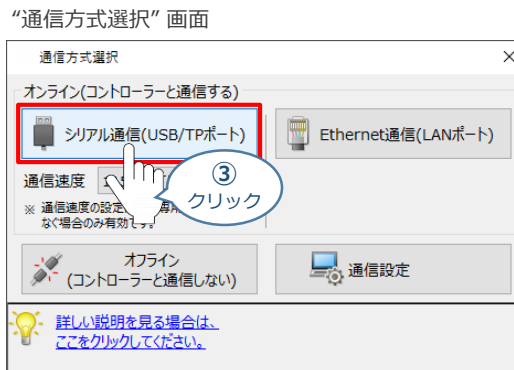 “通信方式選択” 画面
通信方式選択
オンライン(コントローラーと通信する)
シリアル通信(USB/TPポート)
Ethernet通信(LANポート)
通信速度
③
クリック
※ 通信速度の設定
なぐ場合のみ有効です。
オフライン
(コントローラーと通信しない)
通信設定
詳しい説明を見る場合は、
ここをクリックしてください。